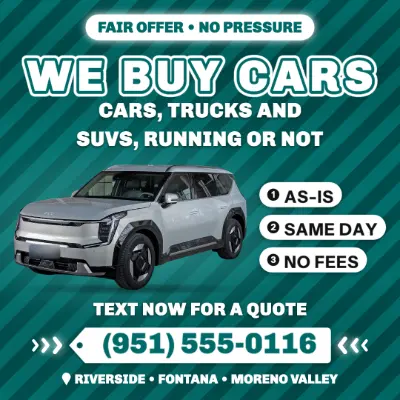 FAIR OFFER • NO PRESSURE
WE BUY CARS
CARS, TRUCKS AND
SUVS, RUNNING OR NOT
1 AS-IS
2 SAME DAY
3 NO FEES
TEXT NOW FOR A QUOTE
(951) 555-0116
RIVERSIDE • FONTANA • MORENO VALLEY